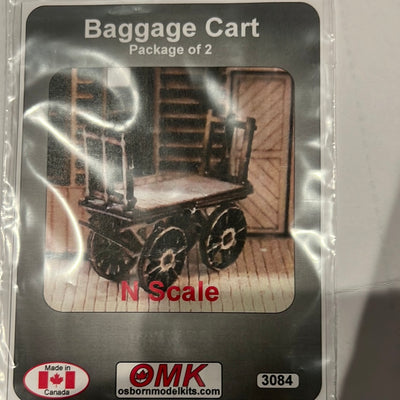 Baggage Cart
Package of 2
N Scale
Made in
Canada
OMK
osbornmodelkits.com
3084